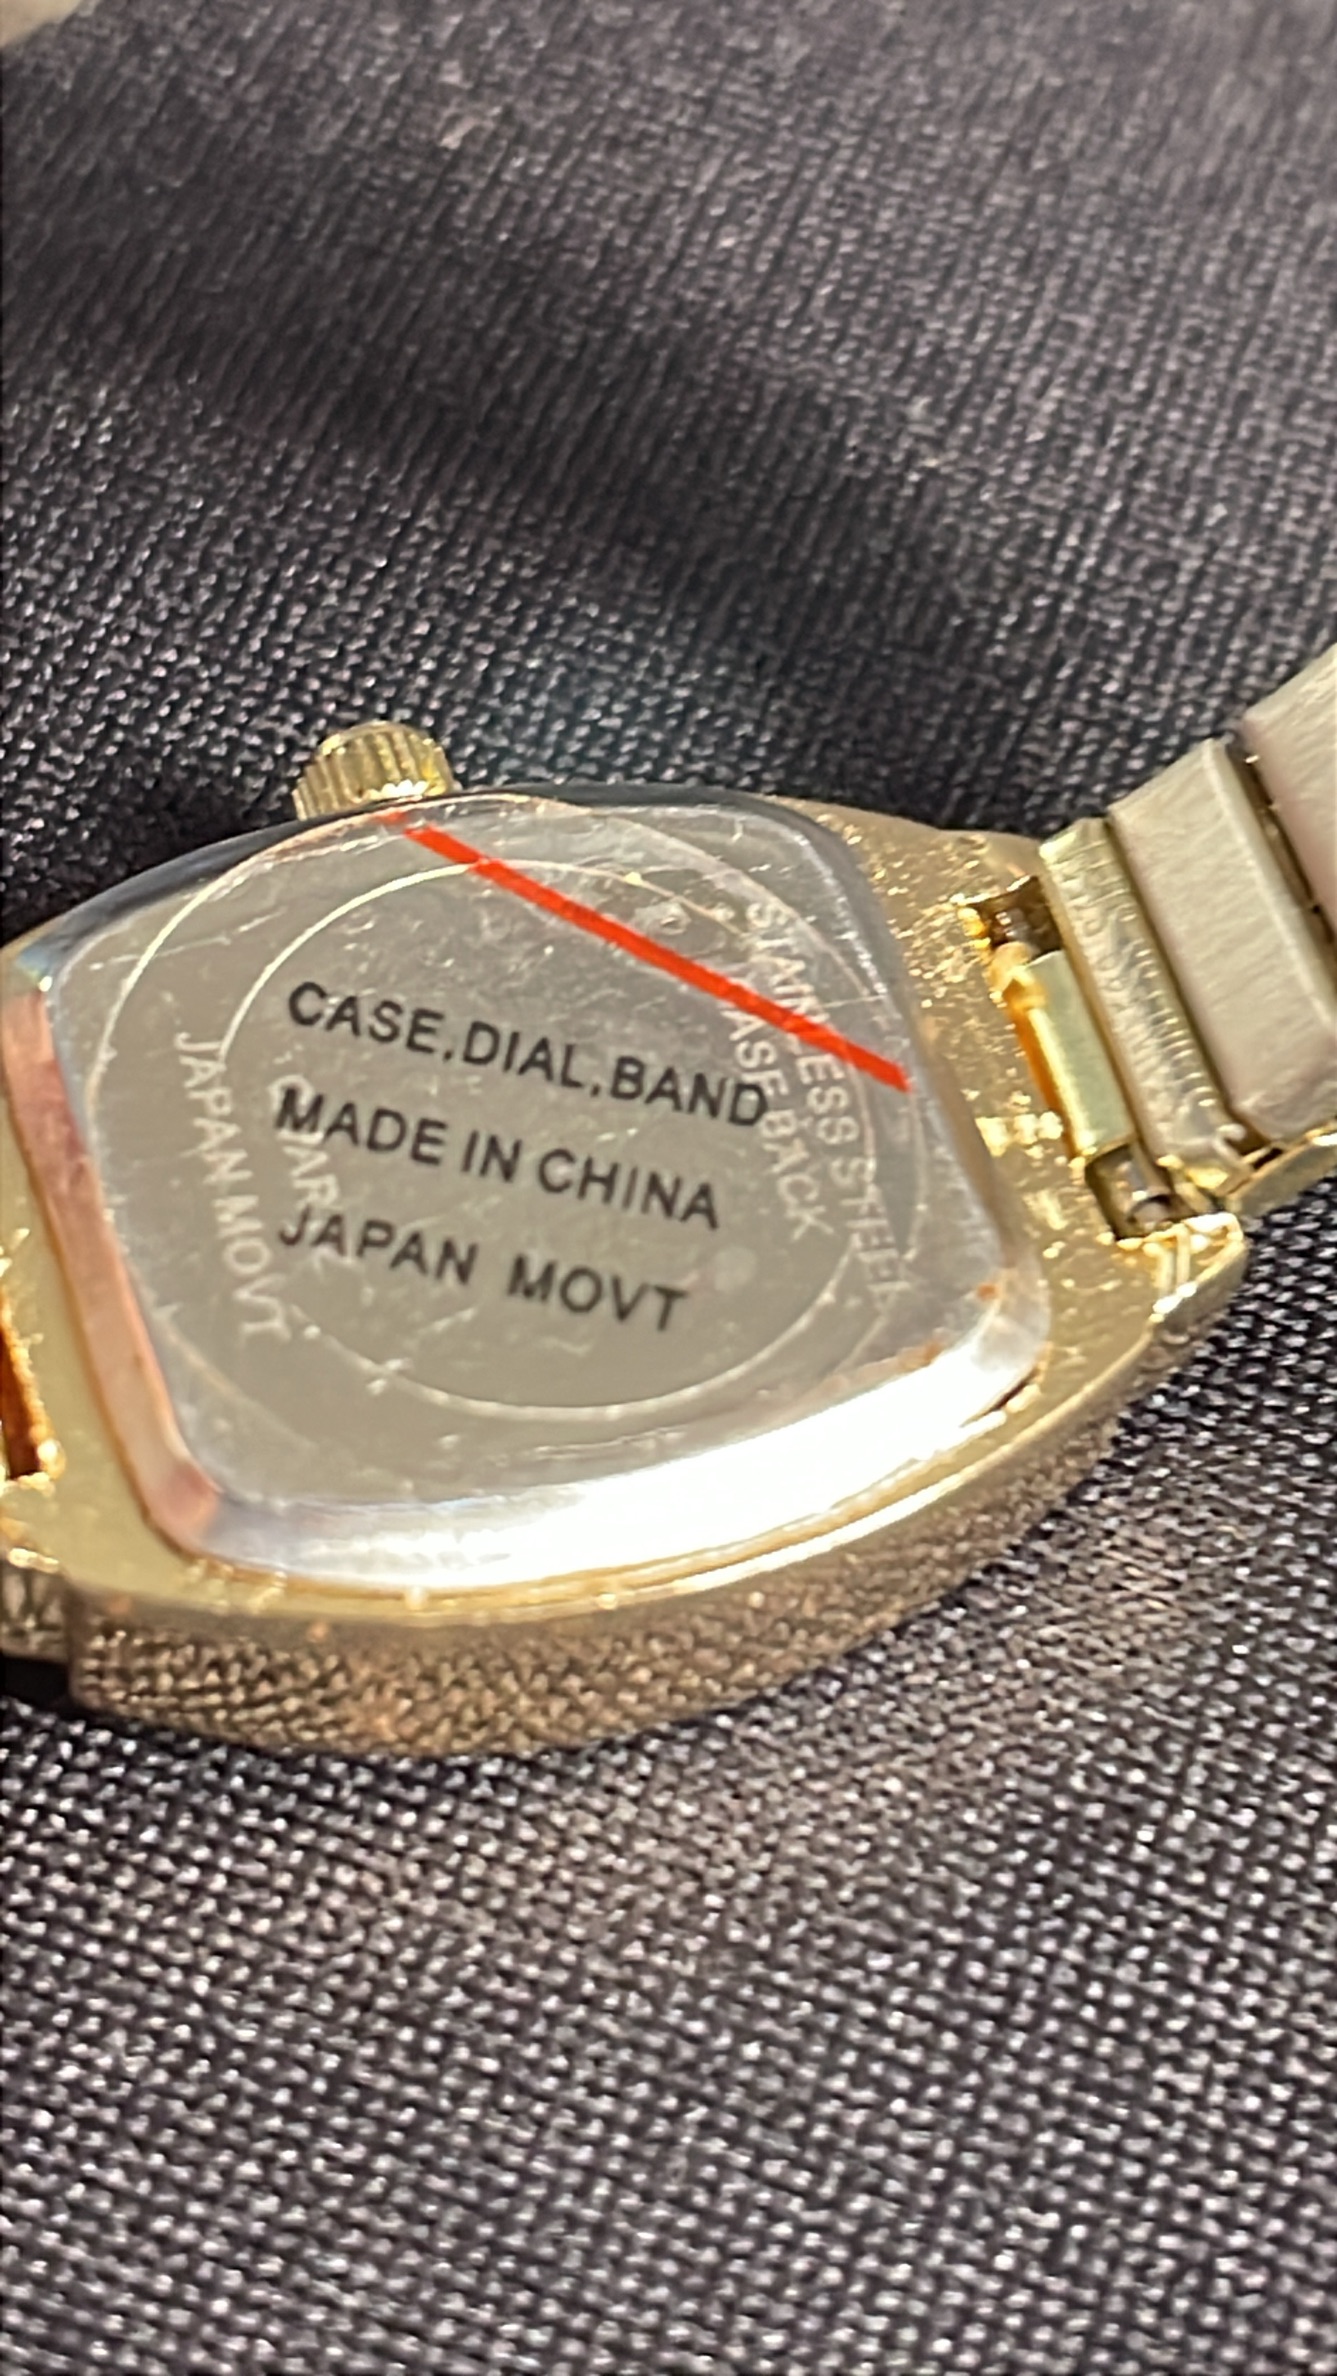 CASE,DIAL,BAND
MADE IN CHINA
JAPAN MOVT
STAINLESS STEEL
CASE BACK
JAPAN MOVT